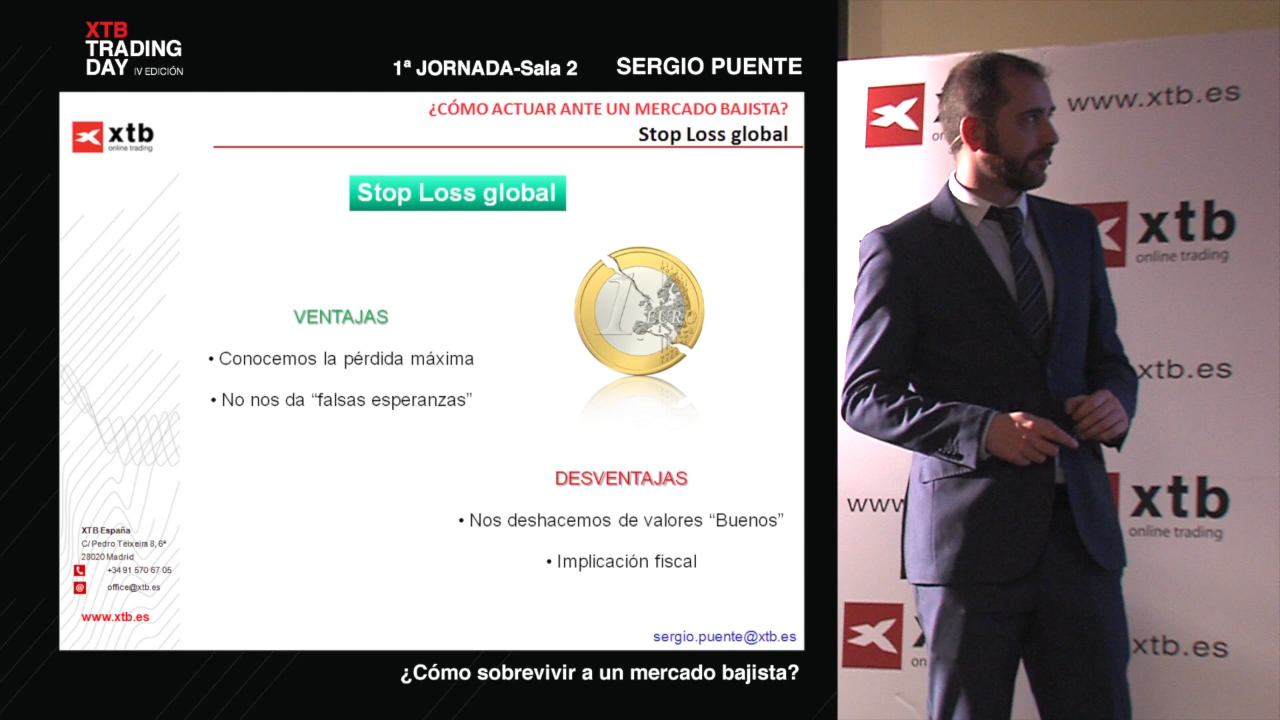 XTB
TRADING
DAY IV EDICIÓN
1ª JORNADA-Sala 2
SERGIO PUENTE
xtb
online trading
¿CÓMO ACTUAR ANTE UN MERCADO BAJISTA?
Stop Loss global
Stop Loss global
1 EURO
VENTAJAS
• Conocemos la pérdida máxima
• No nos da “falsas esperanzas”
DESVENTAJAS
• Nos deshacemos de valores “Buenos”
• Implicación fiscal
XTB España
C/ Pedro Teixeira 8, 6ª
28020 Madrid
+34 91 570 67 05
office@xtb.es
www.xtb.es
sergio.puente@xtb.es
¿Cómo sobrevivir a un mercado bajista?
www.xtb.es
xtb
online trading
xtb.es
www
xtb
online trading
on
xtb.es